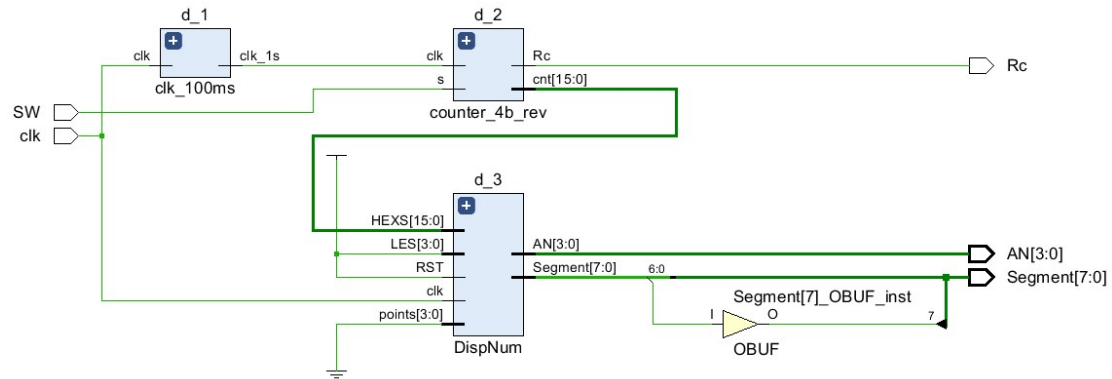 d_1
clk
clk_1s
clk_100ms
d_2
clk
s
Rc
cnt[15:0]
counter_4b_rev
SW
clk
Rc
d_3
HEXS[15:0]
LES[3:0]
RST
clk
points[3:0]
AN[3:0]
Segment[7:0]
DispNum
6:0
Segment[7]_OBUF_inst
I
O
OBUF
7
AN[3:0]
Segment[7:0]